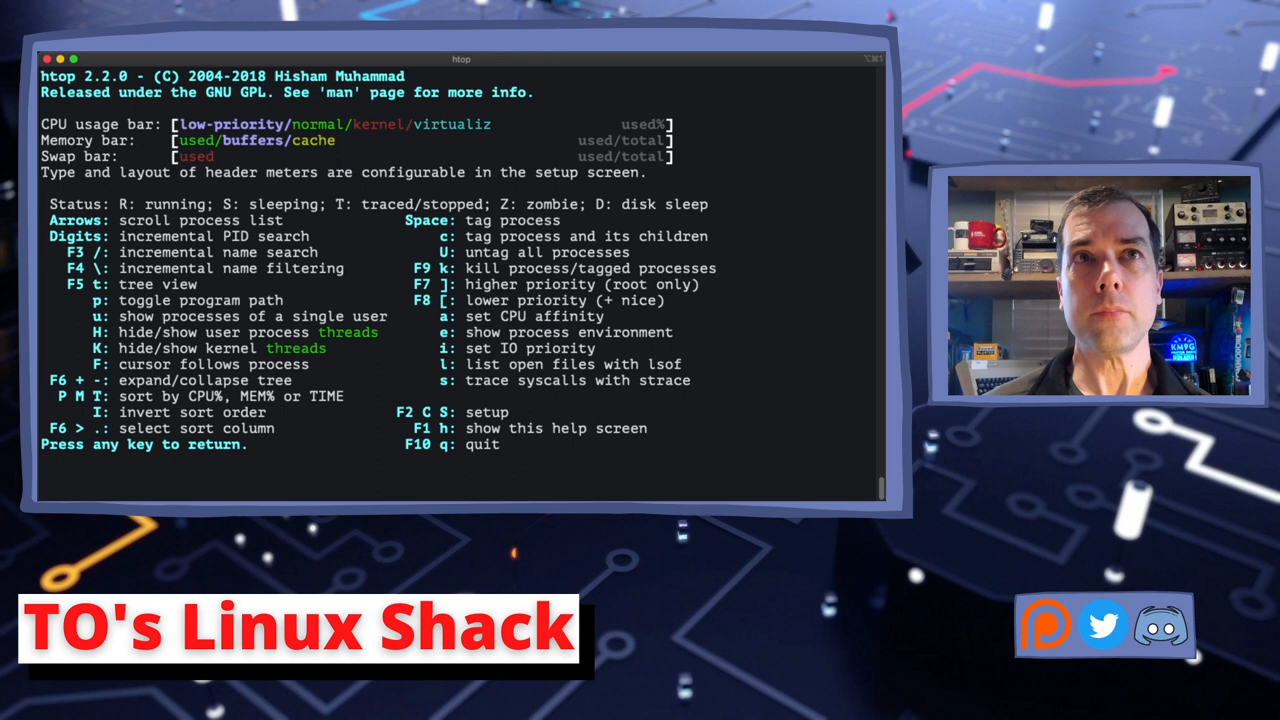 htop
⌥⌘1
htop 2.2.0 - (C) 2004-2018 Hisham Muhammad
Released under the GNU GPL. See 'man' page for more info.
CPU usage bar: [low-priority/normal/kernel/virtualiz used%]
Memory bar: [used/buffers/cache used/total]
Swap bar: [used used/total]
Type and layout of header meters are configurable in the setup screen.
Status: R: running; S: sleeping; T: traced/stopped; Z: zombie; D: disk sleep
Arrows: scroll process list Space: tag process
Digits: incremental PID search c: tag process and its children
F3 /: incremental name search U: untag all processes
F4 \: incremental name filtering F9 k: kill process/tagged processes
F5 t: tree view F7 ]: higher priority (root only)
p: toggle program path F8 [: lower priority (+ nice)
u: show processes of a single user a: set CPU affinity
H: hide/show user process threads e: show process environment
K: hide/show kernel threads i: set IO priority
F: cursor follows process l: list open files with lsof
F6 + -: expand/collapse tree s: trace syscalls with strace
P M T: sort by CPU%, MEM% or TIME
I: invert sort order F2 C S: setup
F6 > .: select sort column F1 h: show this help screen
Press any key to return. F10 q: quit
KM9G
TO's Linux Shack